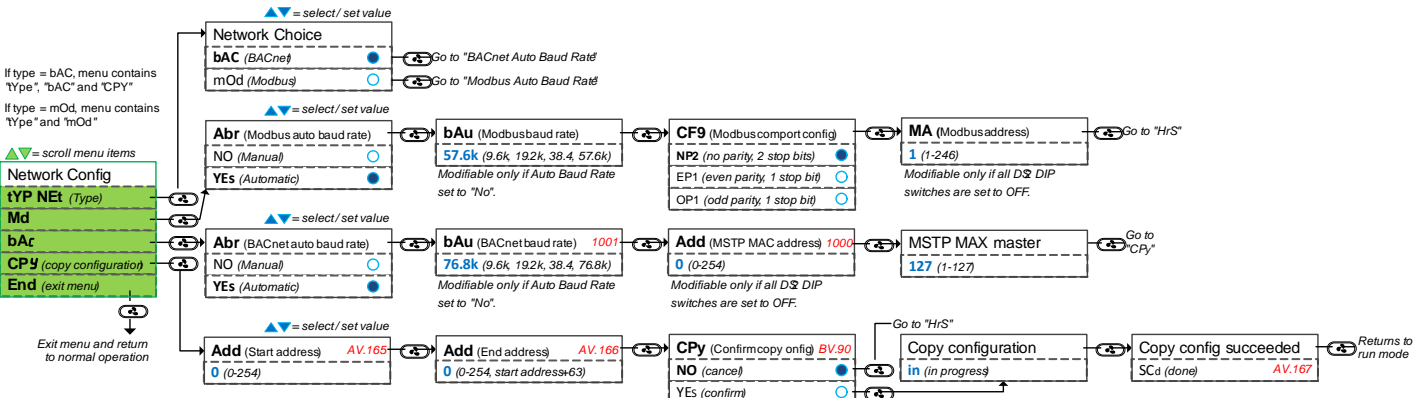 = select / set value
Network Choice
bAC (BACnet)
Go to "BACnet Auto Baud Rate"
mOd (Modbus)
Go to "Modbus Auto Baud Rate"
If type = bAC, menu contains
"tYpe", "bAC" and "CPY"
If type = mOd, menu contains
"tYpe" and "mOd"
= scroll menu items
Network Config
tYP NEt (Type)
Md
bAc
CPY (copy configuration)
End (exit menu)
Exit menu and return
to normal operation
= select / set value
Abr (Modbus auto baud rate)
NO (Manual)
YEs (Automatic)
bAu (Modbus baud rate)
57.6k (9.6k, 19.2k, 38.4, 57.6k)
Modifiable only if Auto Baud Rate
set to "No".
CF9 (Modbus comport config)
NP2 (no parity, 2 stop bits)
EP1 (even parity, 1 stop bit)
OP1 (odd parity, 1 stop bit)
MA (Modbus address)
1 (1-246)
Modifiable only if all DS2 DIP
switches are set to OFF.
Go to "HrS"
= select / set value
Abr (BACnet auto baud rate)
NO (Manual)
YEs (Automatic)
bAu (BACnet baud rate) 1001
76.8k (9.6k, 19.2k, 38.4, 76.8k)
Modifiable only if Auto Baud Rate
set to "No".
Add (MSTP MAC address) 1000
0 (0-254)
Modifiable only if all DS2 DIP
switches are set to OFF.
MSTP MAX master
127 (1-127)
Go to
"CPy"
= select / set value
Add (Start address) AV.165
0 (0-254)
Add (End address) AV.166
0 (0-254, start address+63)
CPy (Confirm copy onfig) BV.90
NO (cancel)
YEs (confirm)
Go to "HrS"
Copy configuration
in (in progress)
Copy config succeeded
SCd (done) AV.167
Returns to
run mode